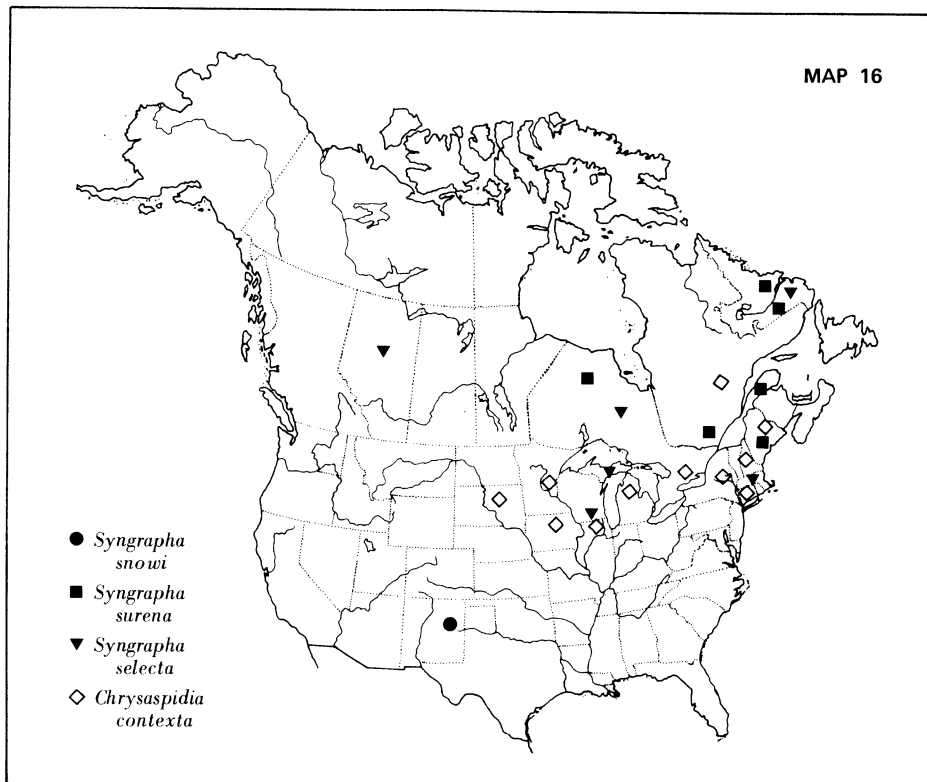 MAP 16
Syngrapha
snowi
Syngrapha
surena
Syngrapha
selecta
Chrysaspidia
contexta